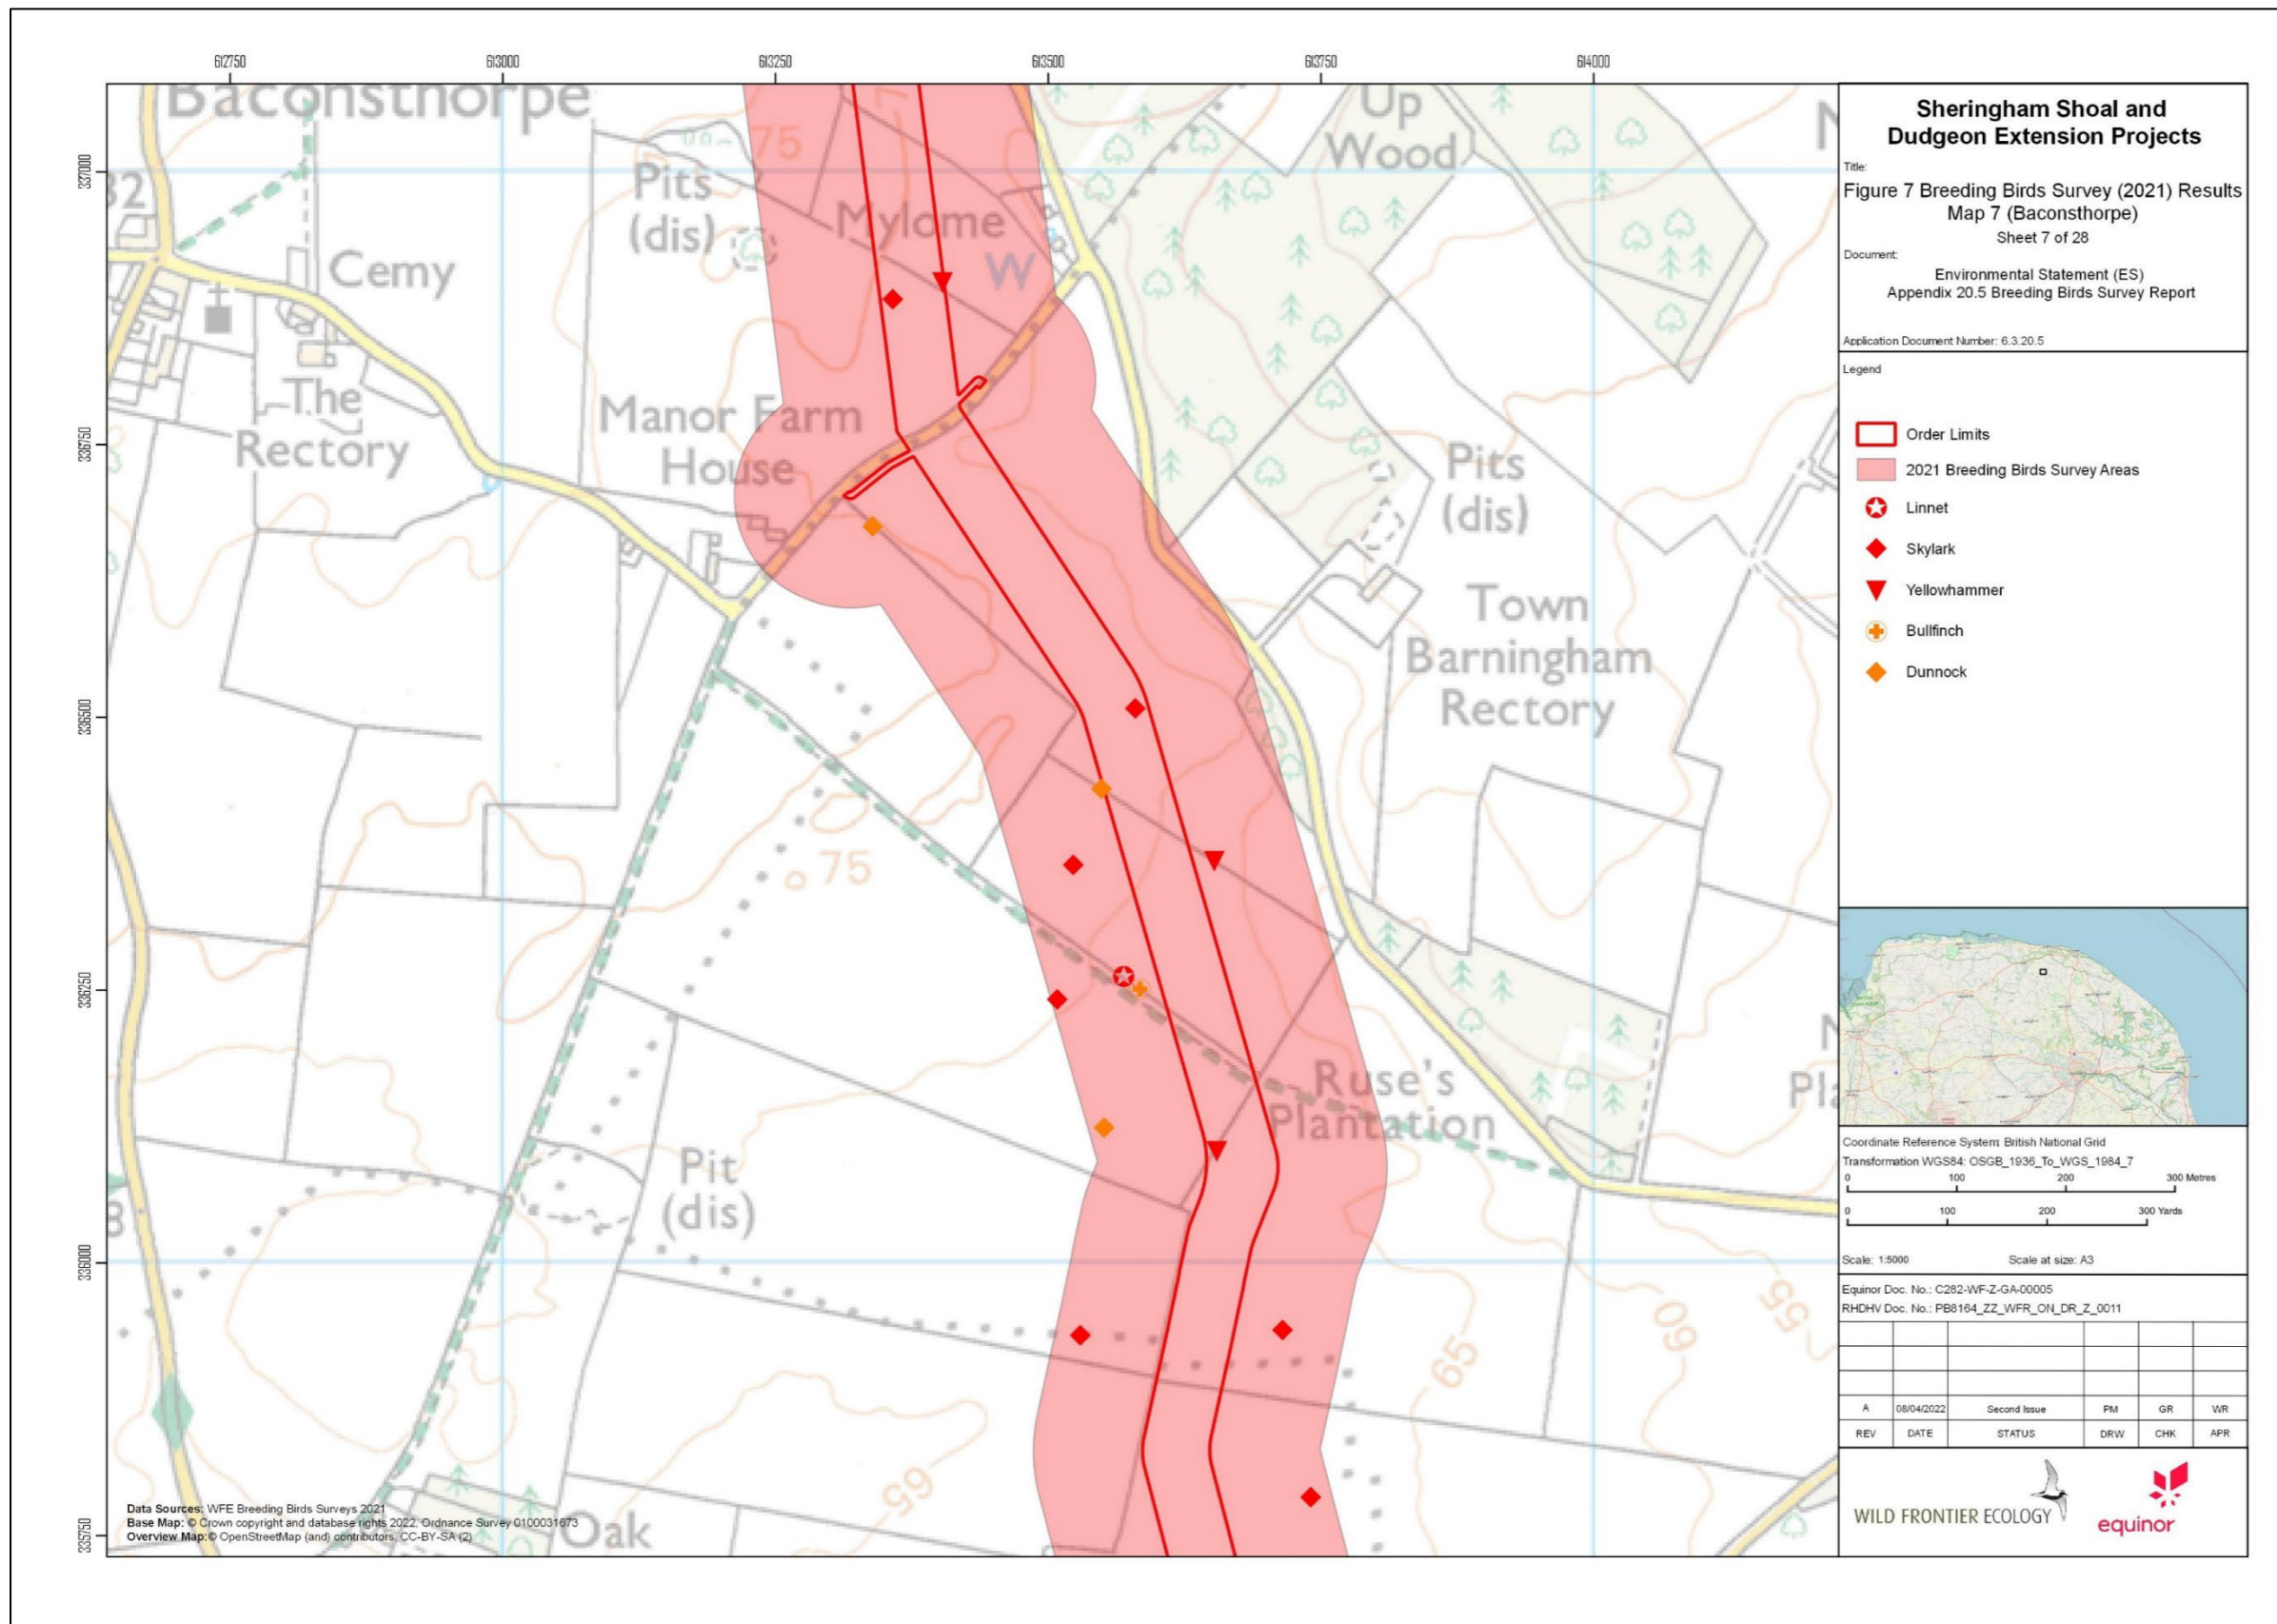 612750
613000
613250
613500
613750
614000
337000
336750
336500
336250
336000
335750
Baconsthorpe
Cemy
The
Rectory
Pits
(dis)
75
Mylome
W
Manor Farm
House
Up
Wood
Pits
(dis)
Town
Barningham
Rectory
75
Ruse's
Plantation
Pit
(dis)
65
60
55
65
Oak
Data Sources: WFE Breeding Birds Surveys 2021
Base Map: © Crown copyright and database rights 2022, Ordnance Survey 0100031673
Overview Map:© OpenStreetMap (and) contributors, CC-BY-SA (2)
Sheringham Shoal and
Dudgeon Extension Projects
Title:
Figure 7 Breeding Birds Survey (2021) Results
Map 7 (Baconsthorpe)
Sheet 7 of 28
Document:
Environmental Statement (ES)
Appendix 20.5 Breeding Birds Survey Report
Application Document Number: 6.3.20.5
Legend
Order Limits
2021 Breeding Birds Survey Areas
Linnet
Skylark
Yellowhammer
Bullfinch
Dunnock
Coordinate Reference System: British National Grid
Transformation WGS84: OSGB_1936_To_WGS_1984_7
0 100 200 300 Metres
0 100 200 300 Yards
Scale: 1:5000 Scale at size: A3
Equinor Doc. No.: C282-WF-Z-GA-00005
RHDHV Doc. No.: PB8164_ZZ_WFR_ON_DR_Z_0011
A 08/04/2022 Second Issue PM GR WR
REV DATE STATUS DRW CHK APR
WILD FRONTIER ECOLOGY
equinor